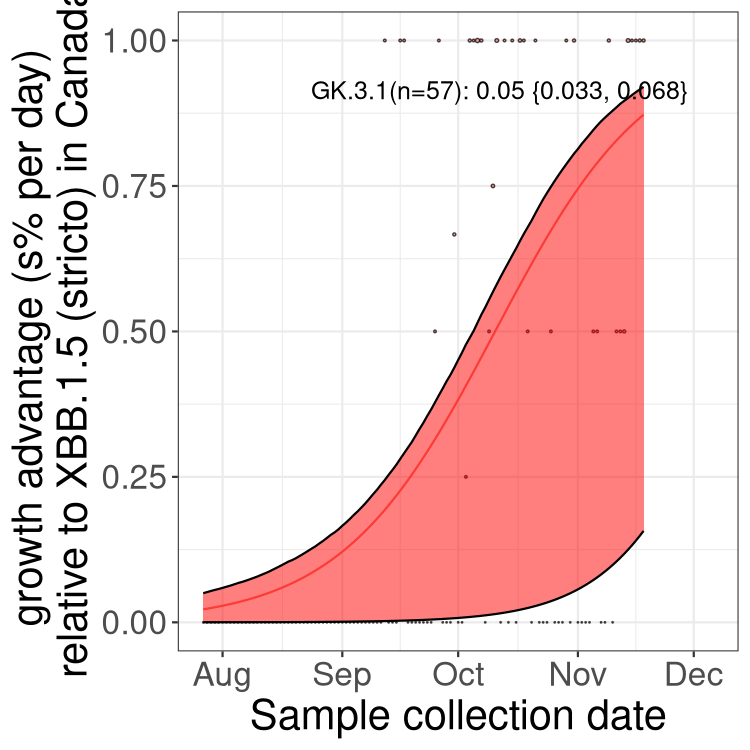 growth advantage (s% per day)
relative to XBB.1.5 (stricto) in Canada
1.00
0.75
0.50
0.25
0.00
GK.3.1(n=57): 0.05 {0.033, 0.068}
Aug Sep Oct Nov Dec
Sample collection date